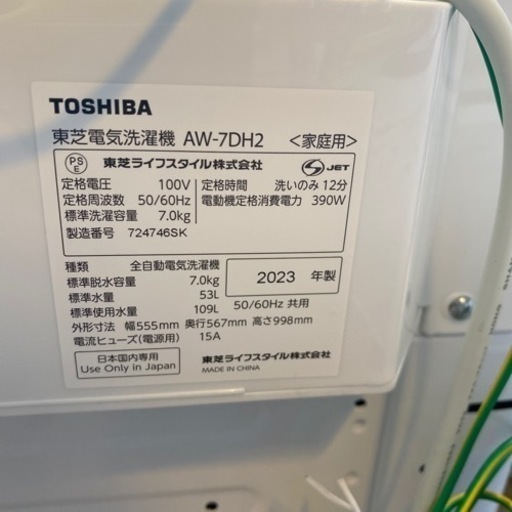 TOSHIBA
東芝電気洗濯機 AW-7DH2 <家庭用>
PS E 東芝ライフスタイル株式会社 S JET
定格電圧 100V 定格時間 洗いのみ 12分
定格周波数 50/60Hz 電動機定格消費電力 390W
標準洗濯容量 7.0kg
製造番号 724746SK
種類 全自動電気洗濯機
標準脱水容量 7.0kg 2023 年製
標準水量 53L
標準使用水量 109L 50/60Hz 共用
外形寸法 幅555mm 奥行567mm 高さ998mm
電流ヒューズ(電源用) 15A
日本国内専用 東芝ライフスタイル株式会社
Use Only in Japan MADE IN CHINA